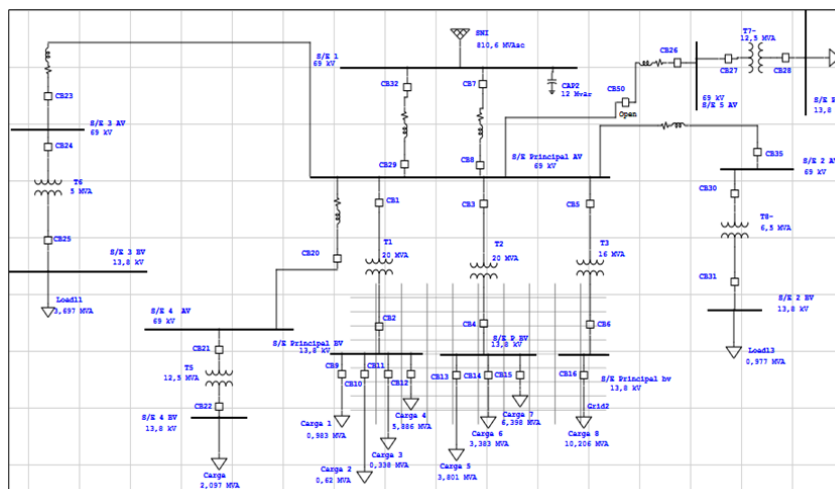 SNI
810,6 MVAsc
S/E 1
69 kV
CAP2
12 Mvar
T7-
12,5 MVA
CB26
CB27
CB28
CB50
Open
69 kV
S/E 5 AV
13,8
CB32
CB7
CB23
S/E 3 AV
69 kV
CB24
T6
5 MVA
CB25
S/E 3 BV
13,8 kV
Load11
3,697 MVA
CB29
CB8
S/E Principal AV
69 kV
CB35
S/E 2 AV
69 kV
CB30
T8-
6,5 MVA
CB31
S/E 2 BV
13,8 kV
Load13
0,977 MVA
CB1
CB3
CB5
CB20
T1
20 MVA
T2
20 MVA
T3
16 MVA
S/E 4 AV
69 kV
CB2
CB4
CB6
S/E Principal BV
13,8 kV
S/E P BV
13,8 kV
S/E Principal bv
13,8 kV
CB21
T5
12,5 MVA
CB22
S/E 4 BV
13,8 kV
Carga
2,097 MVA
CB9
CB10
CB11
CB12
CB13
CB14
CB15
CB16
Grid2
Carga 1
0,983 MVA
Carga 2
0,62 MVA
Carga 3
0,338 MVA
Carga 4
5,886 MVA
Carga 5
3,801 MVA
Carga 6
3,383 MVA
Carga 7
6,398 MVA
Carga 8
10,206 MVA